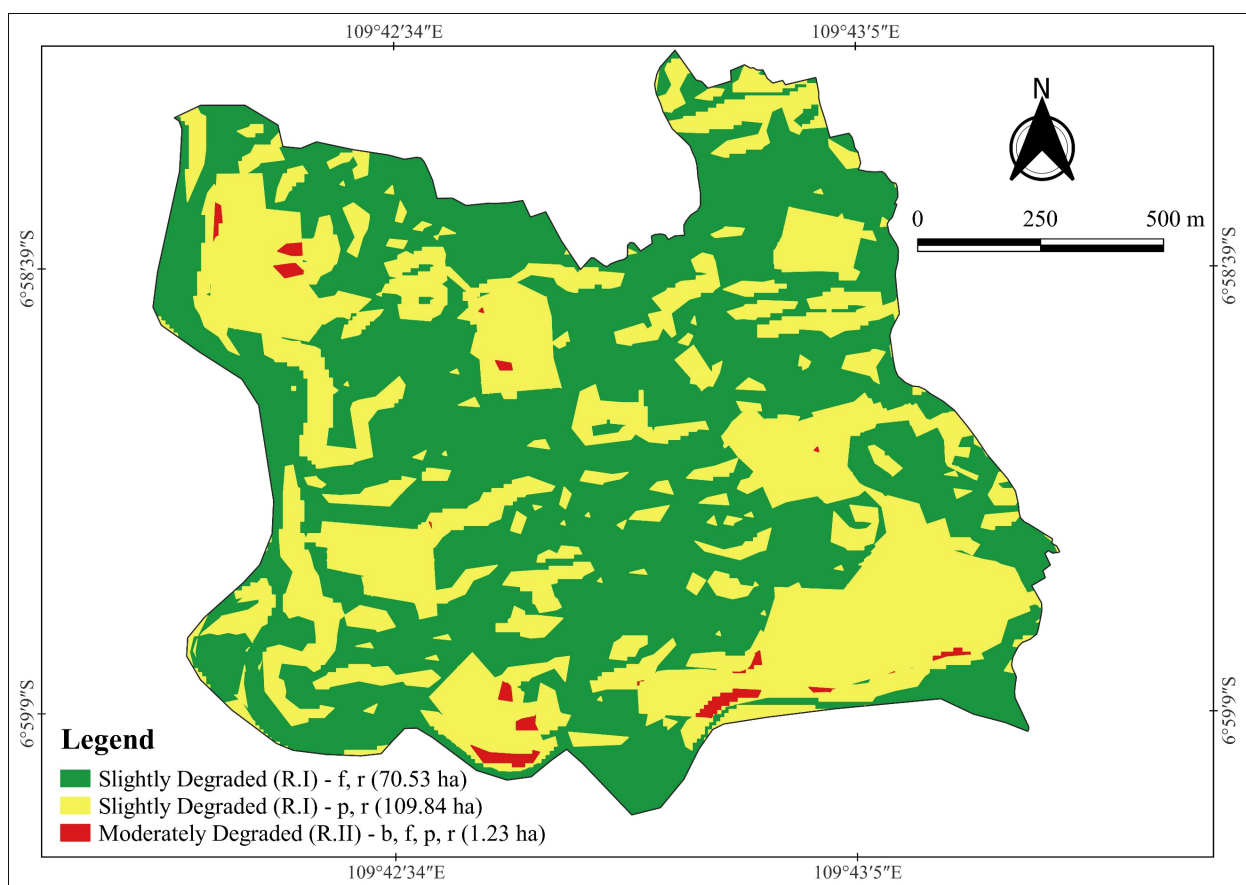 109°42'34"E
109°43'5"E
N
0 250 500 m
6°58'39"S
6°58'39"S
6°59'9"S
6°59'9"S
Legend
Slightly Degraded (R.I) - f, r (70.53 ha)
Slightly Degraded (R.I) - p, r (109.84 ha)
Moderately Degraded (R.II) - b, f, p, r (1.23 ha)
109°42'34"E
109°43'5"E